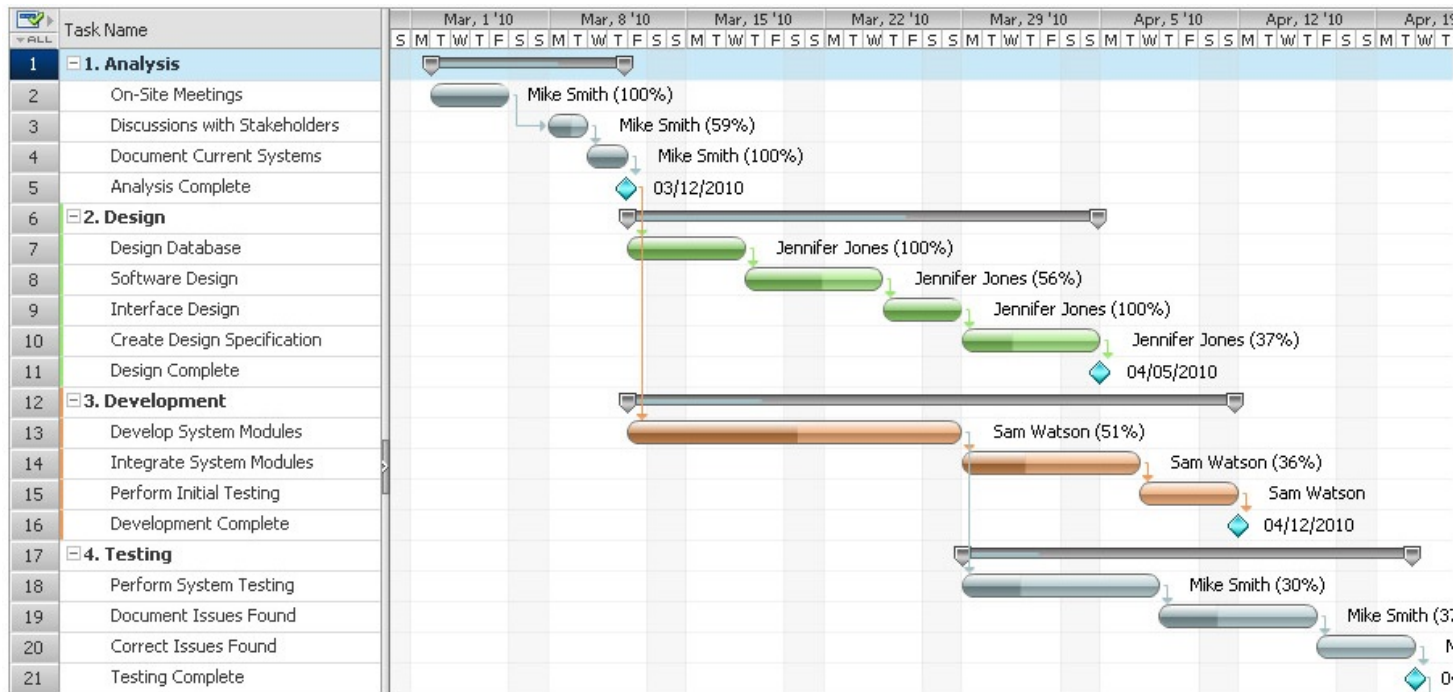 Task Name
ALL
Mar, 1 '10 Mar, 8 '10 Mar, 15 '10 Mar, 22 '10 Mar, 29 '10 Apr, 5 '10 Apr, 12 '10 Apr, 19
S M T W T F S S M T W T F S S M T W T F S S M T W T F S S M T W T F S S M T W T F S S M T W T F S S M T W T
1 1. Analysis
2 On-Site Meetings Mike Smith (100%)
3 Discussions with Stakeholders Mike Smith (59%)
4 Document Current Systems Mike Smith (100%)
5 Analysis Complete 03/12/2010
6 2. Design
7 Design Database Jennifer Jones (100%)
8 Software Design Jennifer Jones (56%)
9 Interface Design Jennifer Jones (100%)
10 Create Design Specification Jennifer Jones (37%)
11 Design Complete 04/05/2010
12 3. Development
13 Develop System Modules Sam Watson (51%)
14 Integrate System Modules Sam Watson (36%)
15 Perform Initial Testing Sam Watson
16 Development Complete 04/12/2010
17 4. Testing
18 Perform System Testing Mike Smith (30%)
19 Document Issues Found Mike Smith (37
20 Correct Issues Found M
21 Testing Complete 0